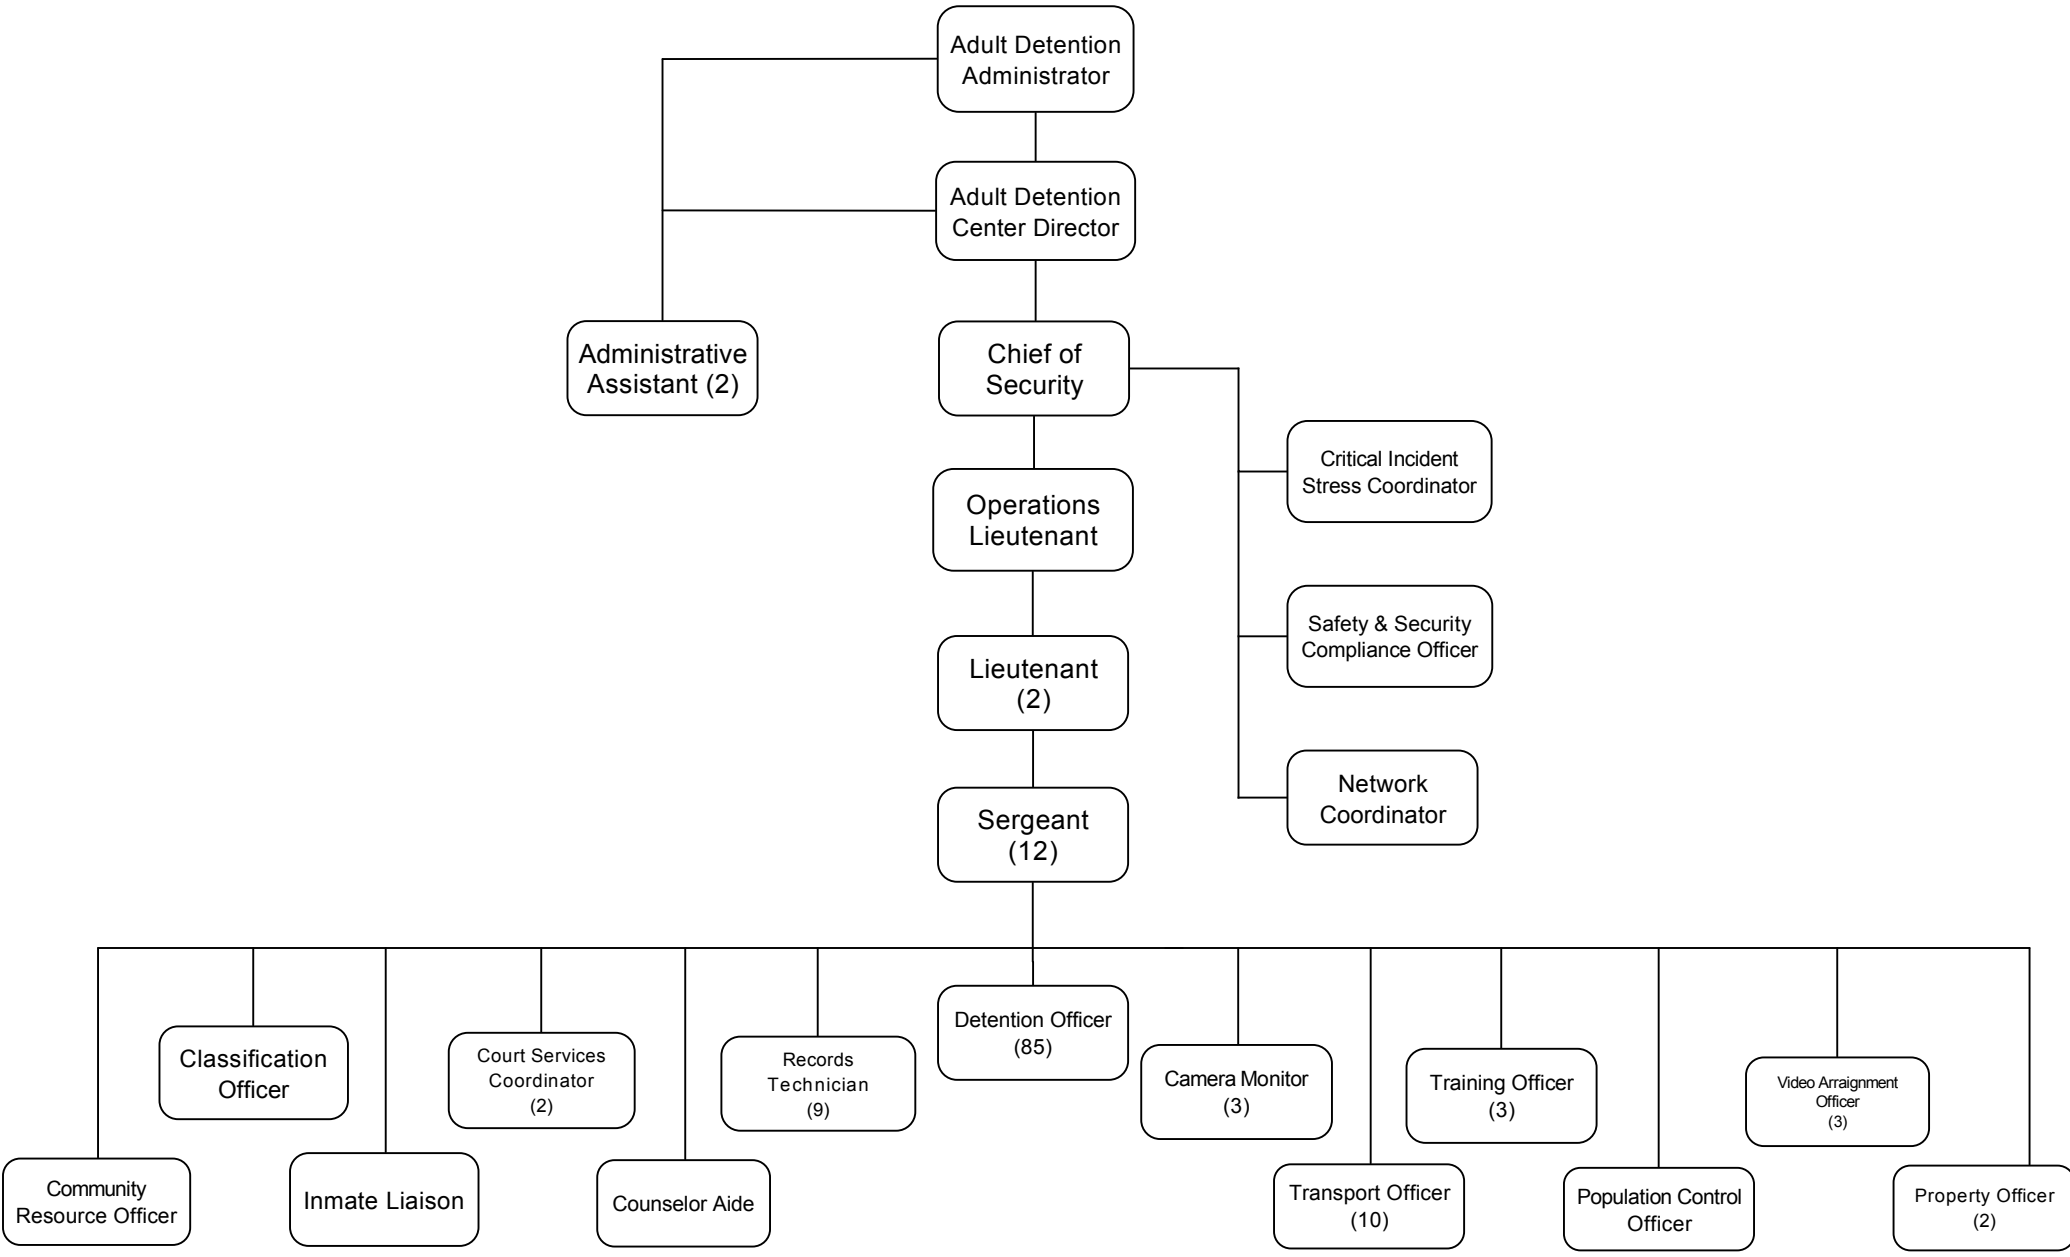 Adult Detention
Administrator
Adult Detention
Center Director
Administrative
Assistant (2)
Chief of
Security
Critical Incident
Stress Coordinator
Operations
Lieutenant
Safety & Security
Compliance Officer
Lieutenant
(2)
Network
Coordinator
Sergeant
(12)
Detention Officer
(85)
Classification
Officer
Court Services
Coordinator
(2)
Records
Technician
(9)
Camera Monitor
(3)
Training Officer
(3)
Video Arraignment
Officer
(3)
Community
Resource Officer
Inmate Liaison
Counselor Aide
Transport Officer
(10)
Population Control
Officer
Property Officer
(2)